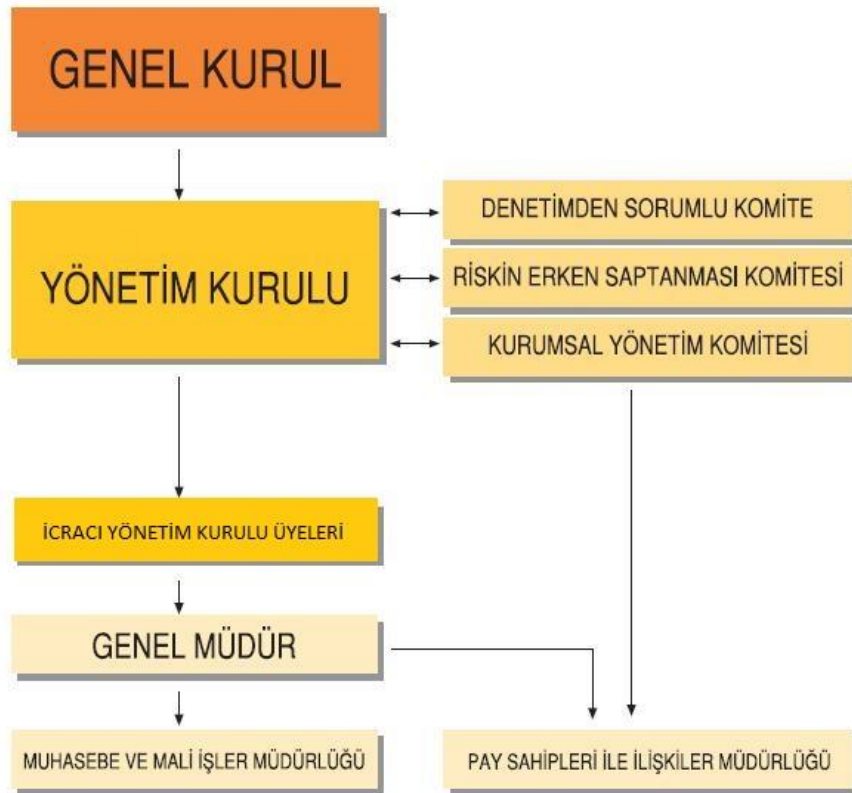 GENEL KURUL
YÖNETİM KURULU
DENETİMDEN SORUMLU KOMİTE
RİSKİN ERKEN SAPTANMASI KOMİTESİ
KURUMSAL YÖNETİM KOMİTESİ
İCRACI YÖNETİM KURULU ÜYELERİ
GENEL MÜDÜR
MUHASEBE VE MALİ İŞLER MÜDÜRLÜĞÜ
PAY SAHİPLERİ İLE İLİŞKİLER MÜDÜRLÜĞÜ